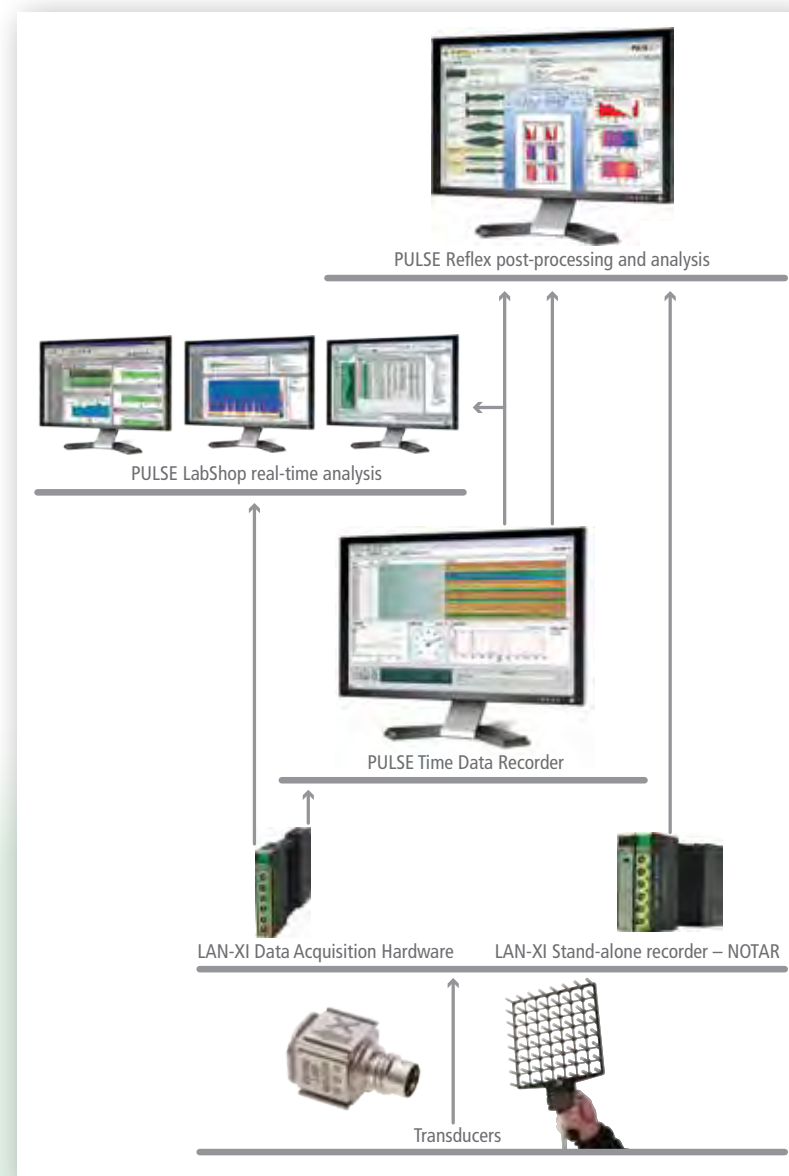 PULSE Reflex post-processing and analysis
PULSE LabShop real-time analysis
PULSE Time Data Recorder
LAN-XI Data Acquisition Hardware
LAN-XI Stand-alone recorder – NOTAR
Transducers